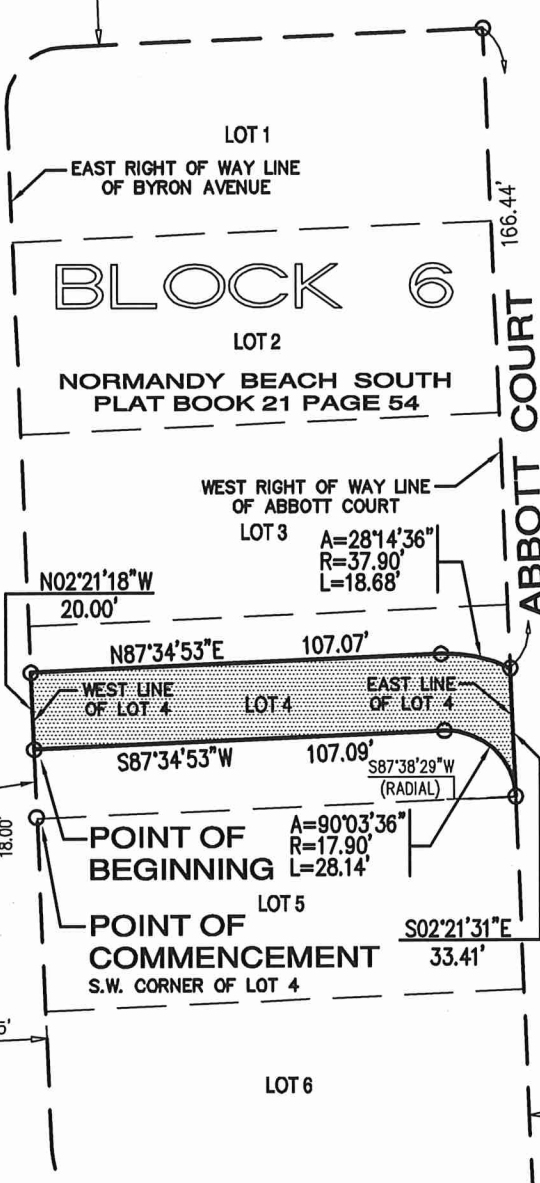 LOT 1
EAST RIGHT OF WAY LINE
OF BYRON AVENUE
166.44'
BLOCK 6
LOT 2
NORMANDY BEACH SOUTH
PLAT BOOK 21 PAGE 54
ABBOTT COURT
WEST RIGHT OF WAY LINE
OF ABBOTT COURT
LOT 3
A=28°14'36"
R=37.90'
L=18.68'
N02°21'18"W
20.00'
N87°34'53"E 107.07'
WEST LINE
OF LOT 4
LOT 4
EAST LINE
OF LOT 4
S87°34'53"W 107.09'
S87°38'29"W
(RADIAL)
18.00'
POINT OF
BEGINNING
A=90°03'36"
R=17.90'
L=28.14'
LOT 5
POINT OF
COMMENCEMENT
S.W. CORNER OF LOT 4
S02°21'31"E
33.41'
5'
LOT 6